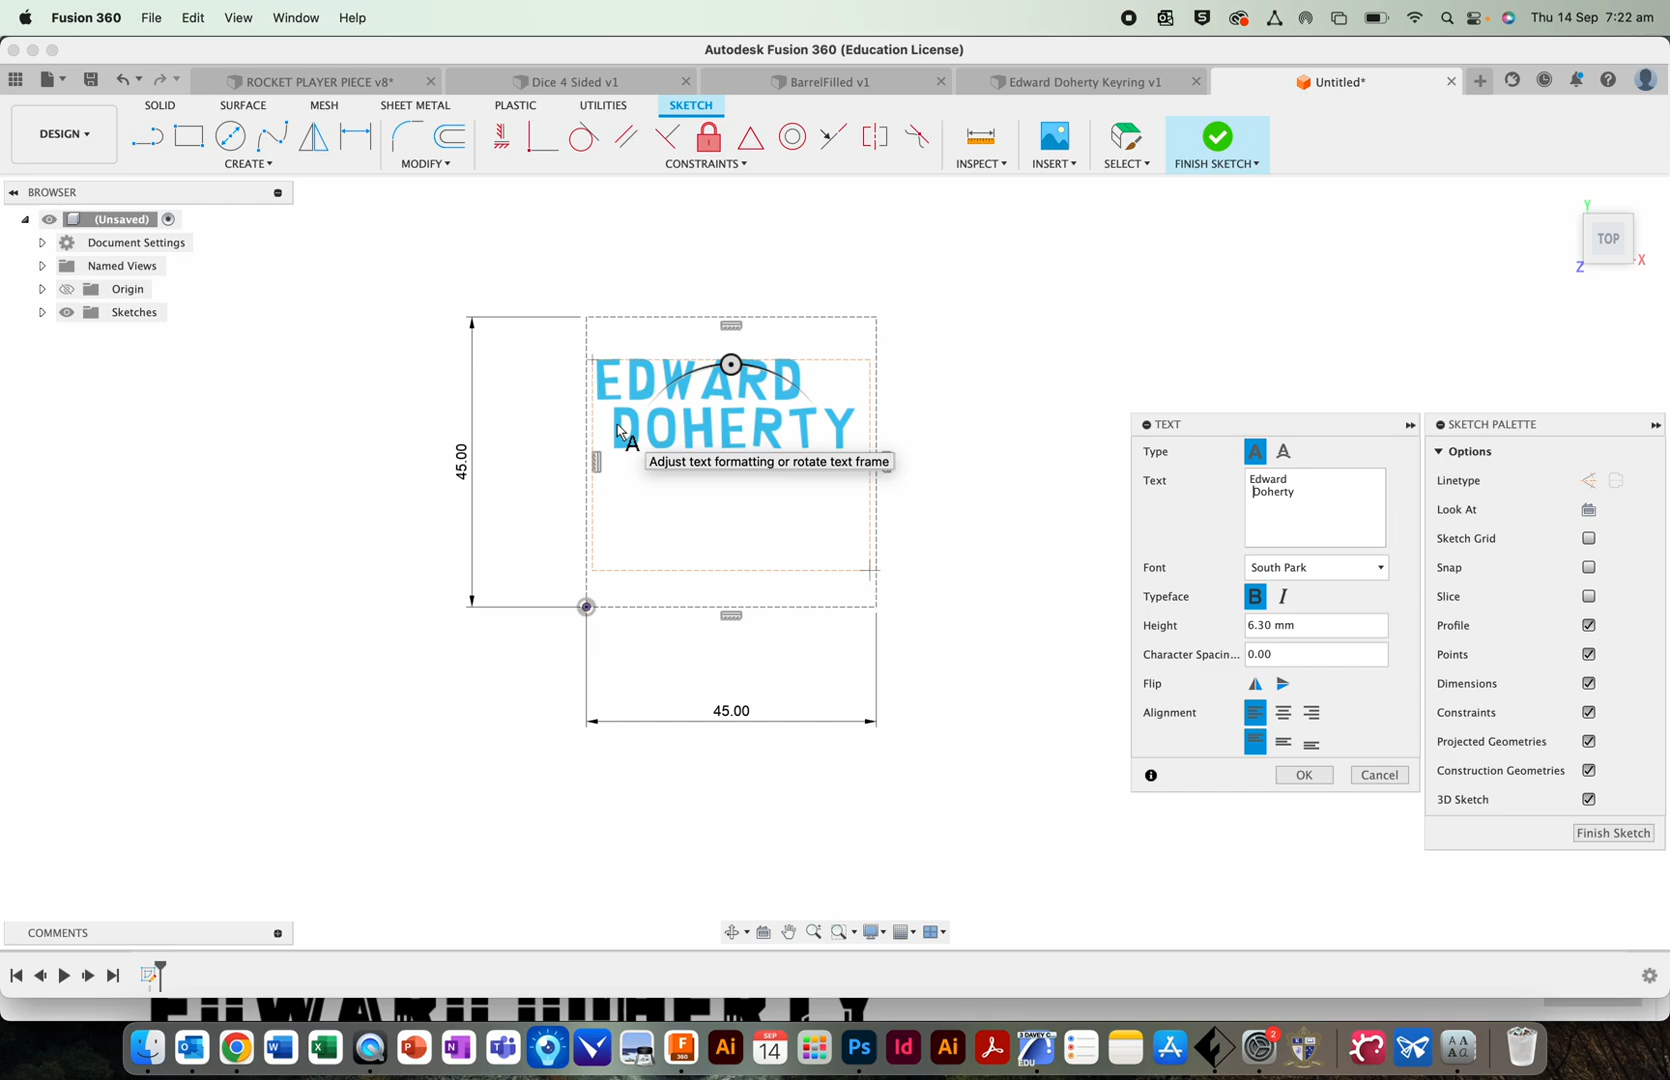 Fusion 360 File Edit View Window Help Thu 14 Sep 7:22 am
Autodesk Fusion 360 (Education License)
ROCKET PLAYER PIECE v8* Dice 4 Sided v1 BarrelFilled v1 Edward Doherty Keyring v1 Untitled*
SOLID SURFACE MESH SHEET METAL PLASTIC UTILITIES SKETCH
DESIGN
CREATE MODIFY CONSTRAINTS INSPECT INSERT SELECT FINISH SKETCH
BROWSER
(Unsaved)
Document Settings
Named Views
Origin
Sketches
TOP
Y
X
Z
EDWARD
DOHERTY
A
Adjust text formatting or rotate text frame
45.00
45.00
TEXT
Type A A
Text Edward
Doherty
Font South Park
Typeface B I
Height 6.30 mm
Character Spacin... 0.00
Flip
Alignment
OK Cancel
SKETCH PALETTE
Options
Linetype
Look At
Sketch Grid
Snap
Slice
Profile
Points
Dimensions
Constraints
Projected Geometries
Construction Geometries
3D Sketch
Finish Sketch
COMMENTS
EDWARD DOHERTY
SEP
14
2